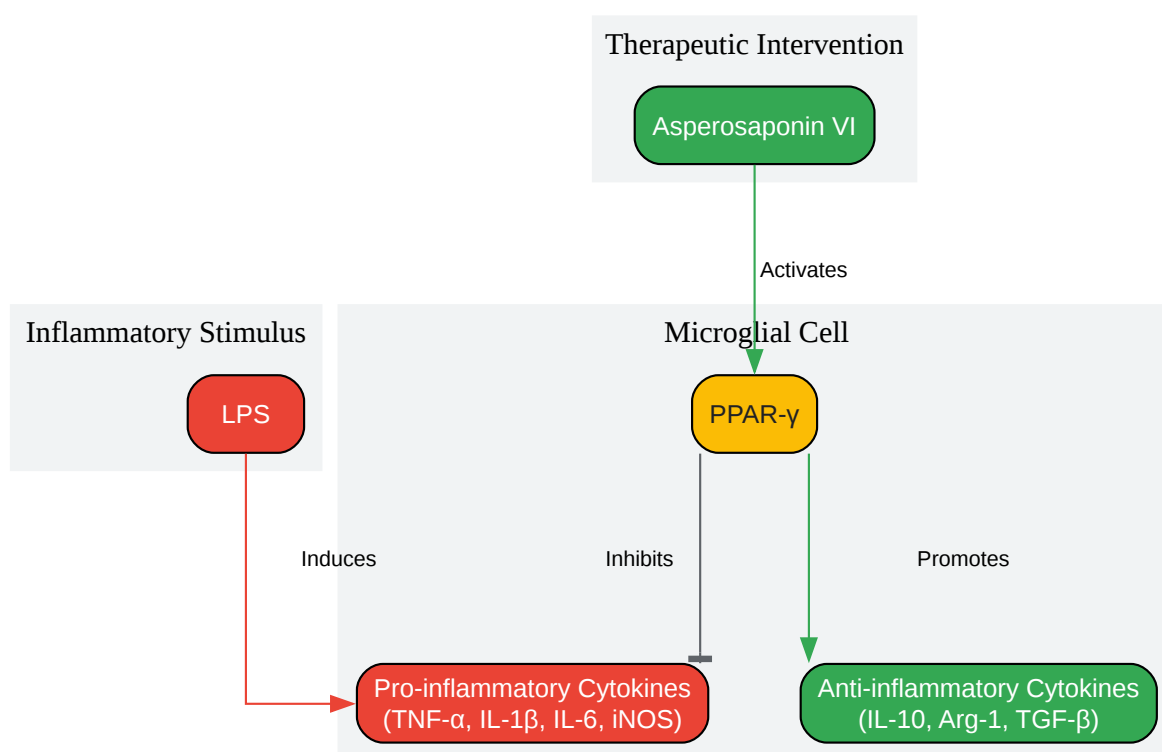 Therapeutic Intervention
Asperosaponin VI
Activates
Inflammatory Stimulus
Microglial Cell
LPS
PPAR-γ
Induces
Inhibits
Promotes
Pro-inflammatory Cytokines
(TNF-α, IL-1β, IL-6, iNOS)
Anti-inflammatory Cytokines
(IL-10, Arg-1, TGF-β)